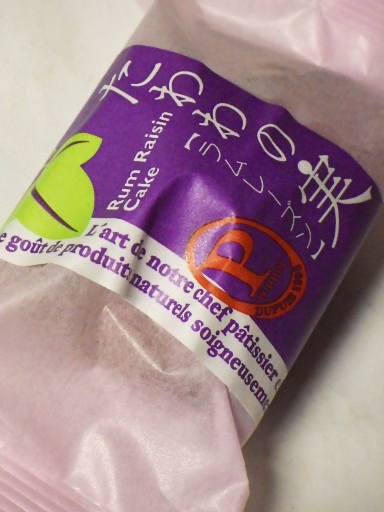 たわわの実
【ラムレーズン】
Rum Raisin
Cake
P
DEPUIS
L'art de notre chef pâtissier
e goût de produits naturels soigneusem